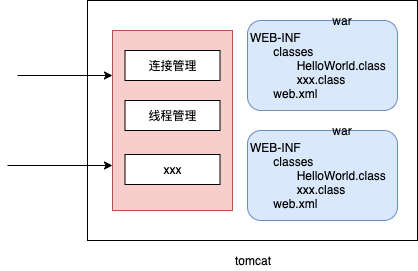 连接管理
线程管理
xxx
war
WEB-INF
classes
HelloWorld.class
xxx.class
web.xml
war
WEB-INF
classes
HelloWorld.class
xxx.class
web.xml
tomcat